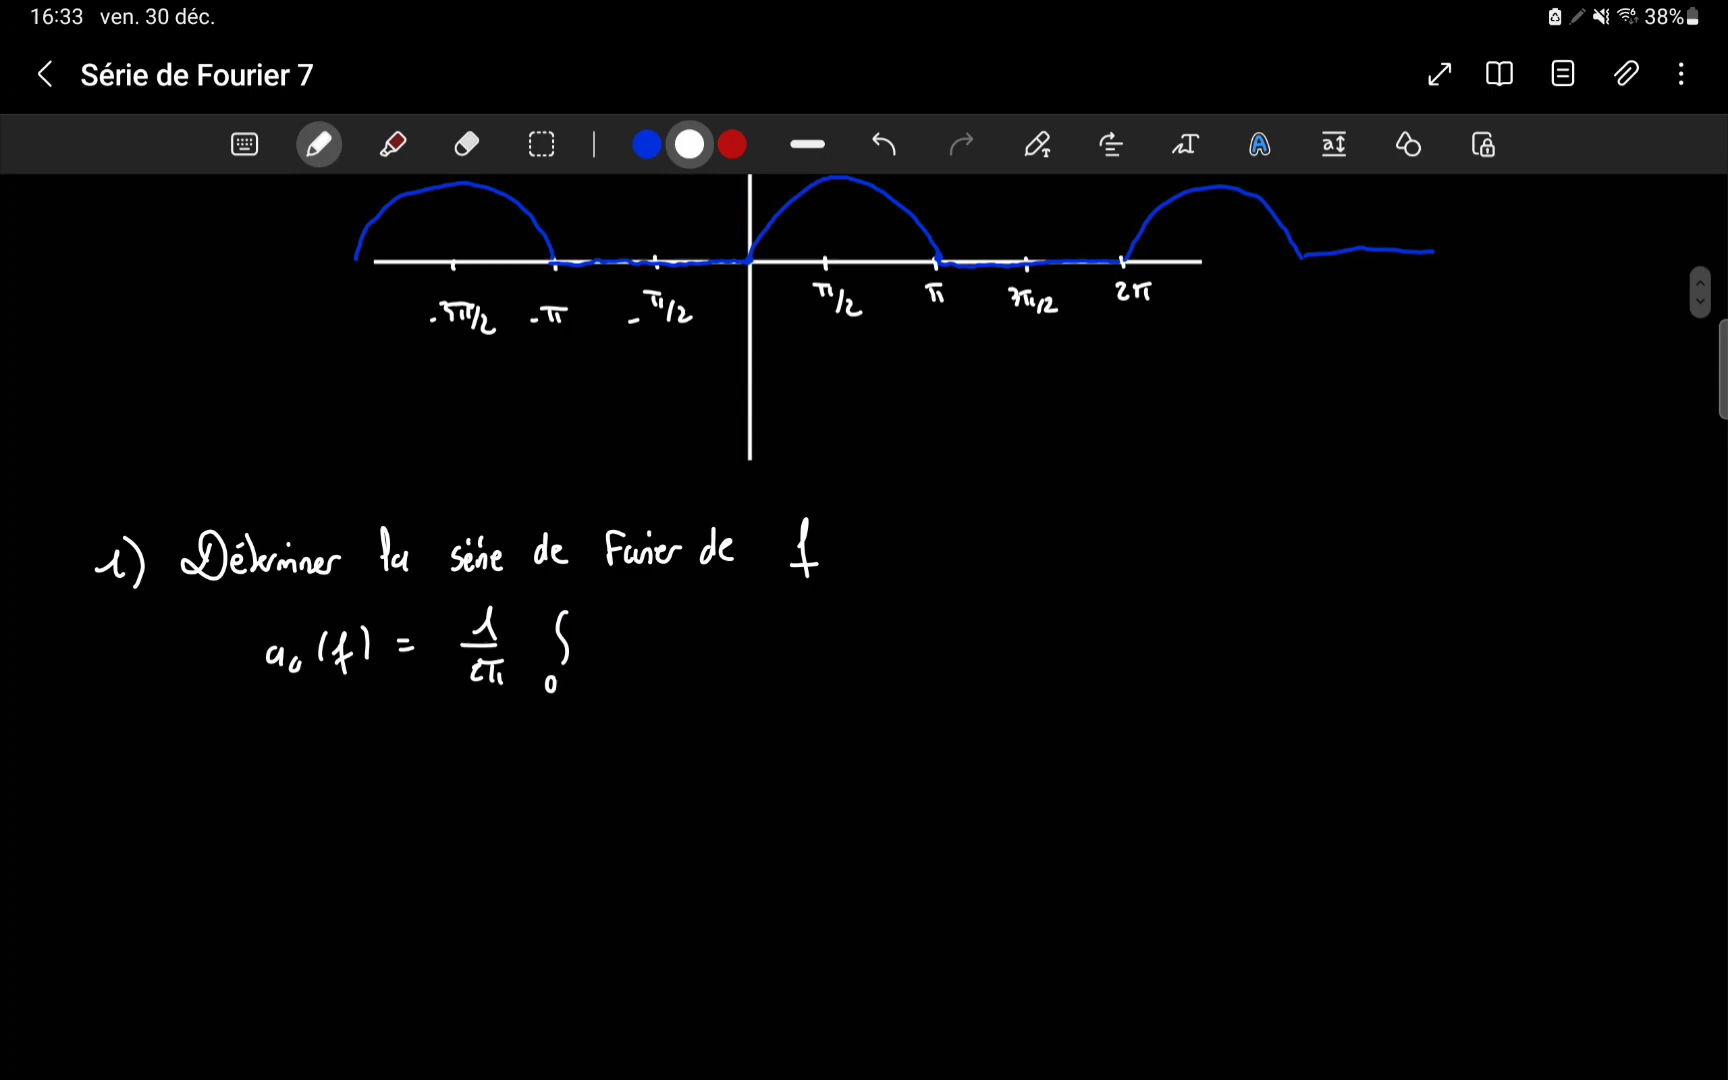 16:33 ven. 30 déc. 38%
Série de Fourier 7
-3π/2 -π -π/2 π/2 π 3π/2 2π
1) Déterminer la série de Fourier de f
a₀(f) = 1/2π ∫₀